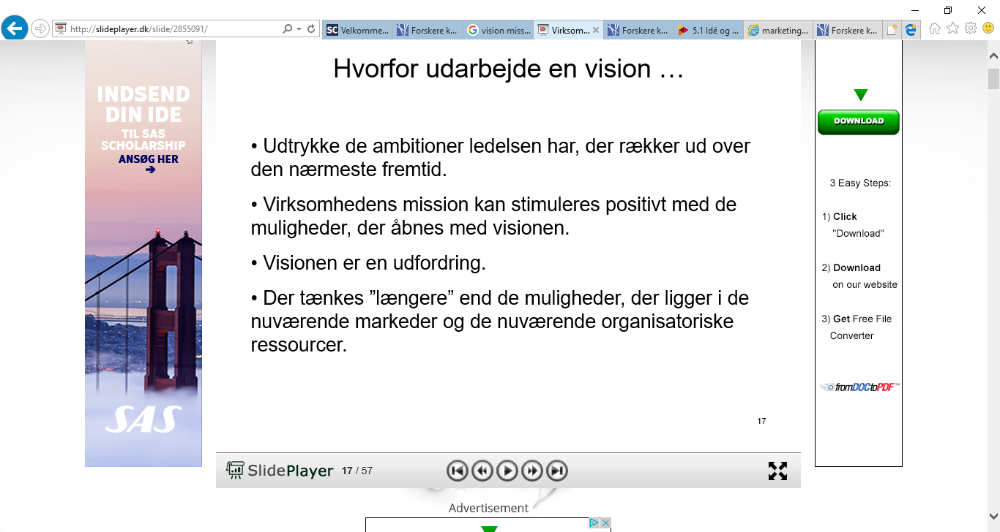 http://slideplayer.dk/slide/2855091/
SC Velkomme...
Forskere k...
vision miss...
Virksom...
Forskere k...
5.1 Idé og ...
marketing...
Forskere k...
INDSEND
DIN IDE
TIL SAS
SCHOLARSHIP
ANSØG HER
SAS
Hvorfor udarbejde en vision …
• Udtrykke de ambitioner ledelsen har, der rækker ud over
den nærmeste fremtid.
• Virksomhedens mission kan stimuleres positivt med de
muligheder, der åbnes med visionen.
• Visionen er en udfordring.
• Der tænkes ”længere” end de muligheder, der ligger i de
nuværende markeder og de nuværende organisatoriske
ressourcer.
17
SlidePlayer 17 / 57
Advertisement
DOWNLOAD
3 Easy Steps:
1) Click
"Download"
2) Download
on our website
3) Get Free File
Converter
fromDOCtoPDF™